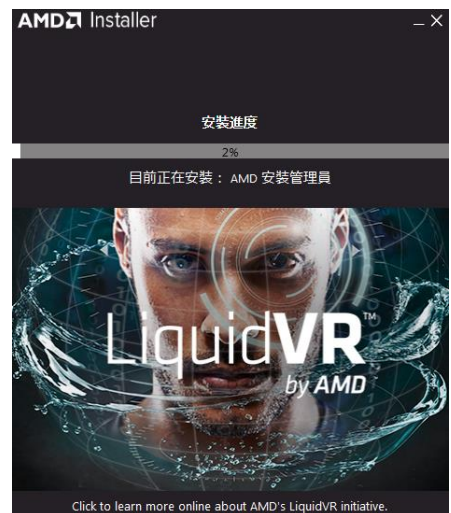 AMD Installer
安裝進度
2%
目前正在安裝： AMD 安裝管理員
LiquidVR™
by AMD
Click to learn more online about AMD's LiquidVR initiative.